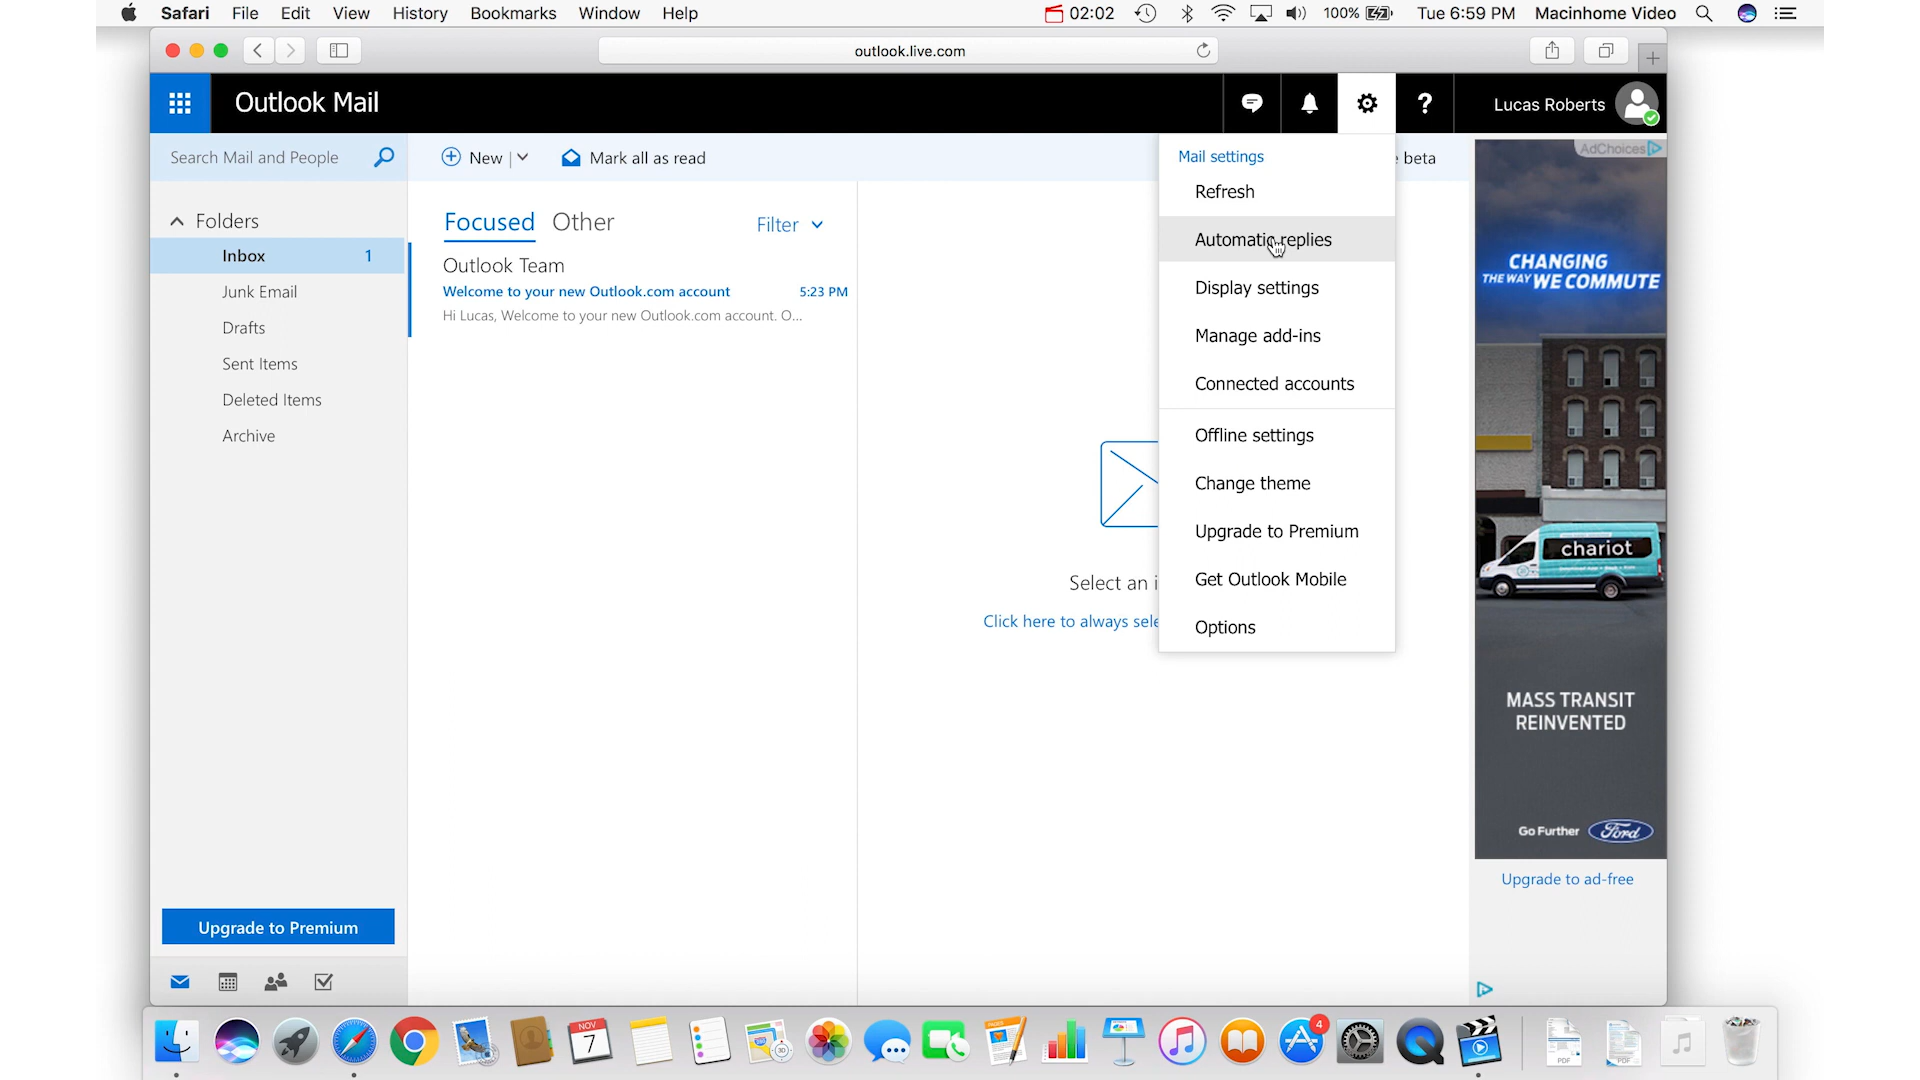 Safari File Edit View History Bookmarks Window Help 02:02 100% Tue 6:59 PM Macinhome Video
outlook.live.com
Outlook Mail
? Lucas Roberts
Search Mail and People
New
Mark all as read
beta
Folders
Inbox 1
Junk Email
Drafts
Sent Items
Deleted Items
Archive
Upgrade to Premium
Focused Other
Filter
Outlook Team
Welcome to your new Outlook.com account 5:23 PM
Hi Lucas, Welcome to your new Outlook.com account. O...
Select an i
Click here to always sele
Mail settings
Refresh
Automatic replies
Display settings
Manage add-ins
Connected accounts
Offline settings
Change theme
Upgrade to Premium
Get Outlook Mobile
Options
AdChoices
CHANGING
THE WAY WE COMMUTE
chariot
MASS TRANSIT
REINVENTED
Go Further Ford
Upgrade to ad-free
NOV
7
PAGES
4
PDF
PDF